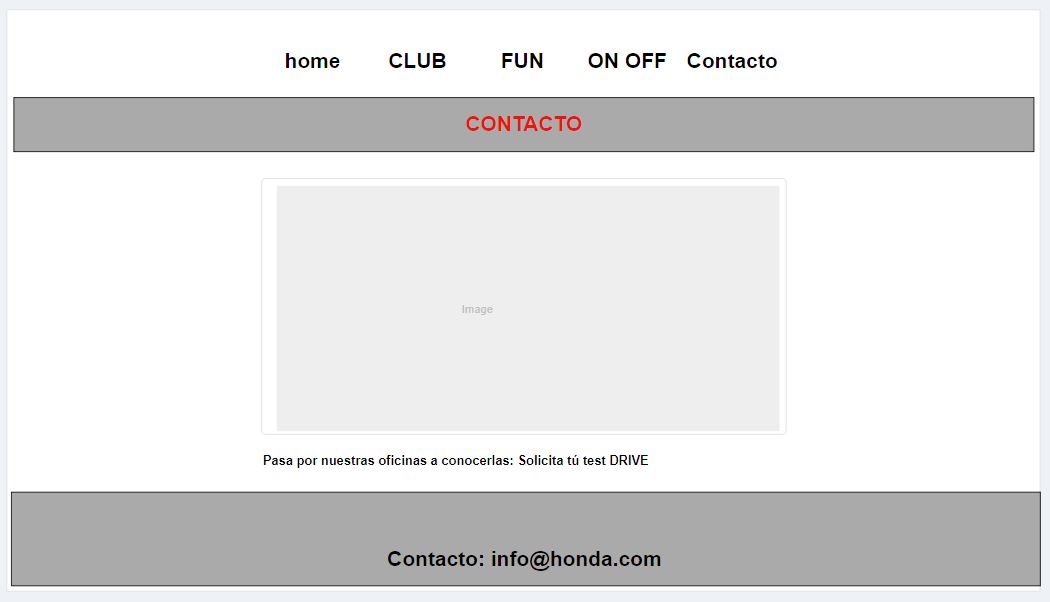 home CLUB FUN ON OFF Contacto
CONTACTO
Image
Pasa por nuestras oficinas a conocerlas: Solicita tú test DRIVE
Contacto: info@honda.com